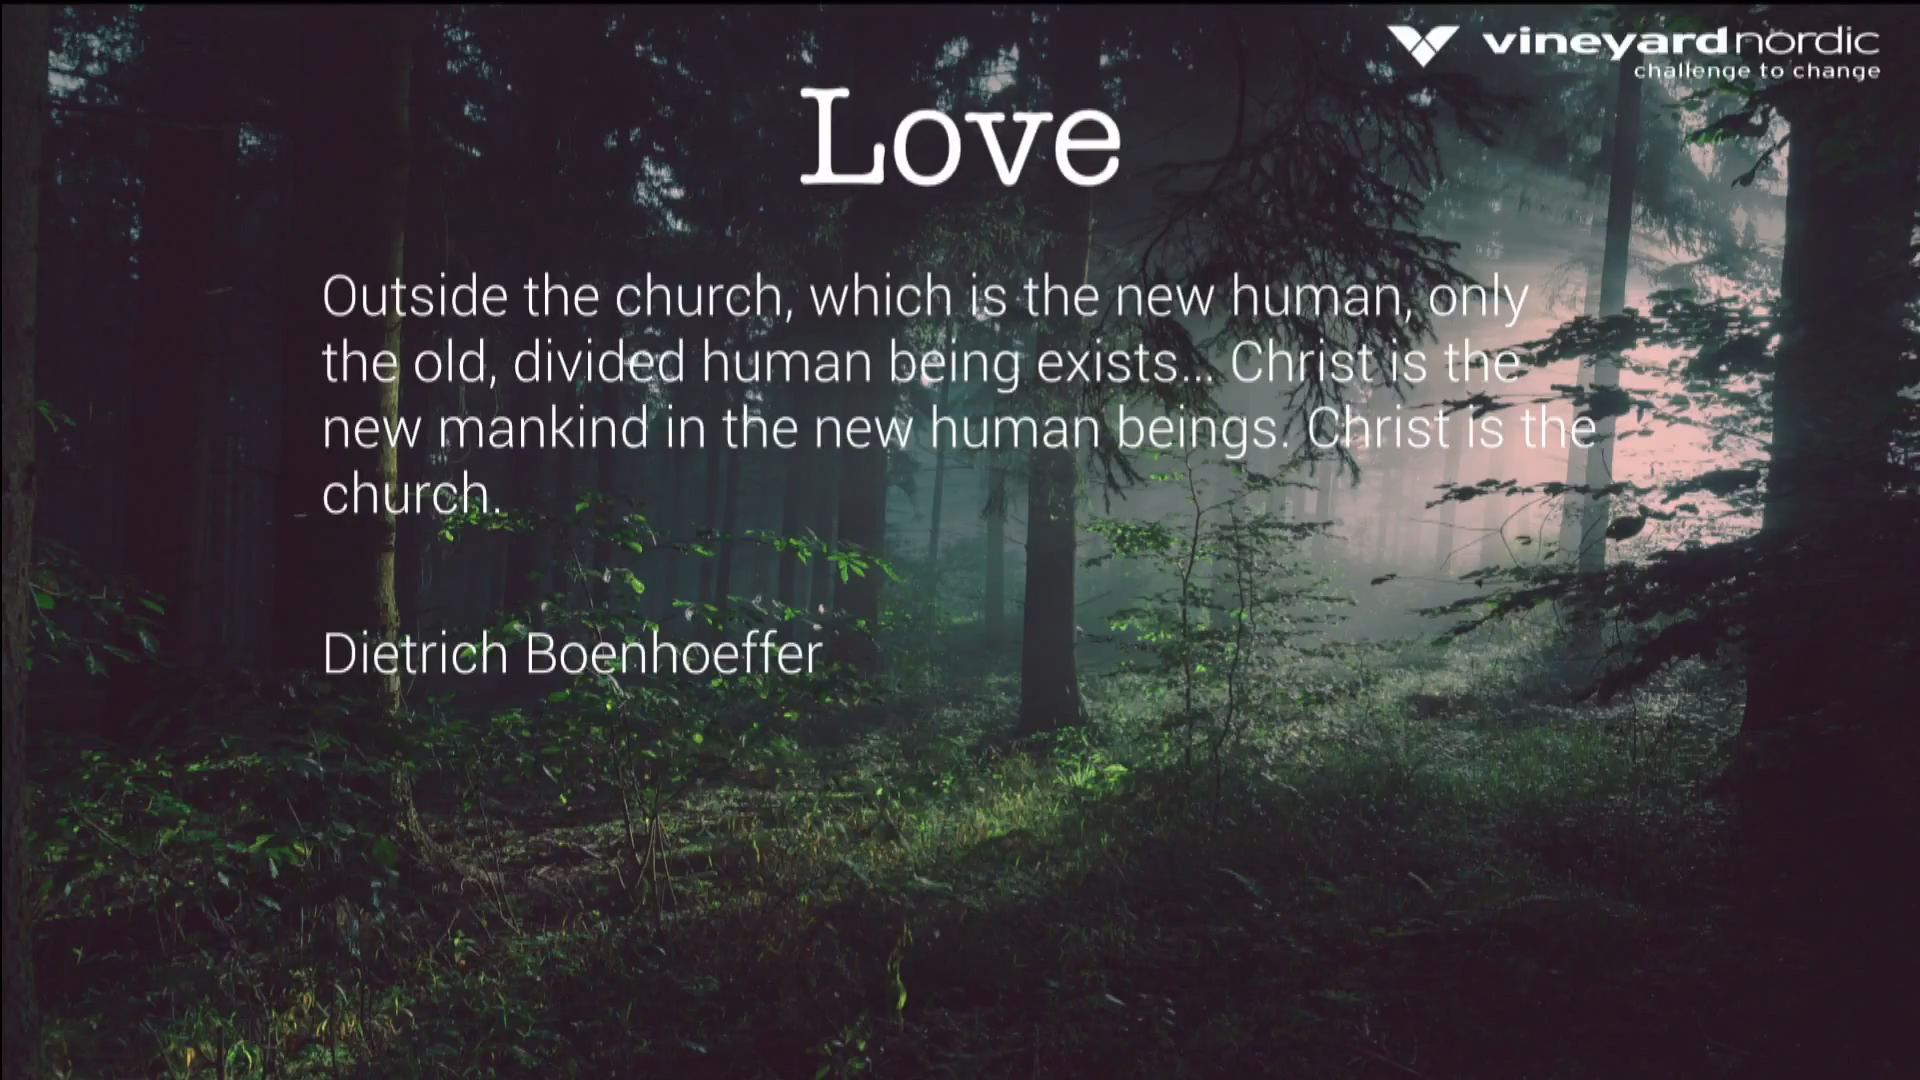 vineyardnordic
challenge to change
Love
Outside the church, which is the new human, only
the old, divided human being exists... Christ is the
new mankind in the new human beings. Christ is the
church.
Dietrich Boenhoeffer